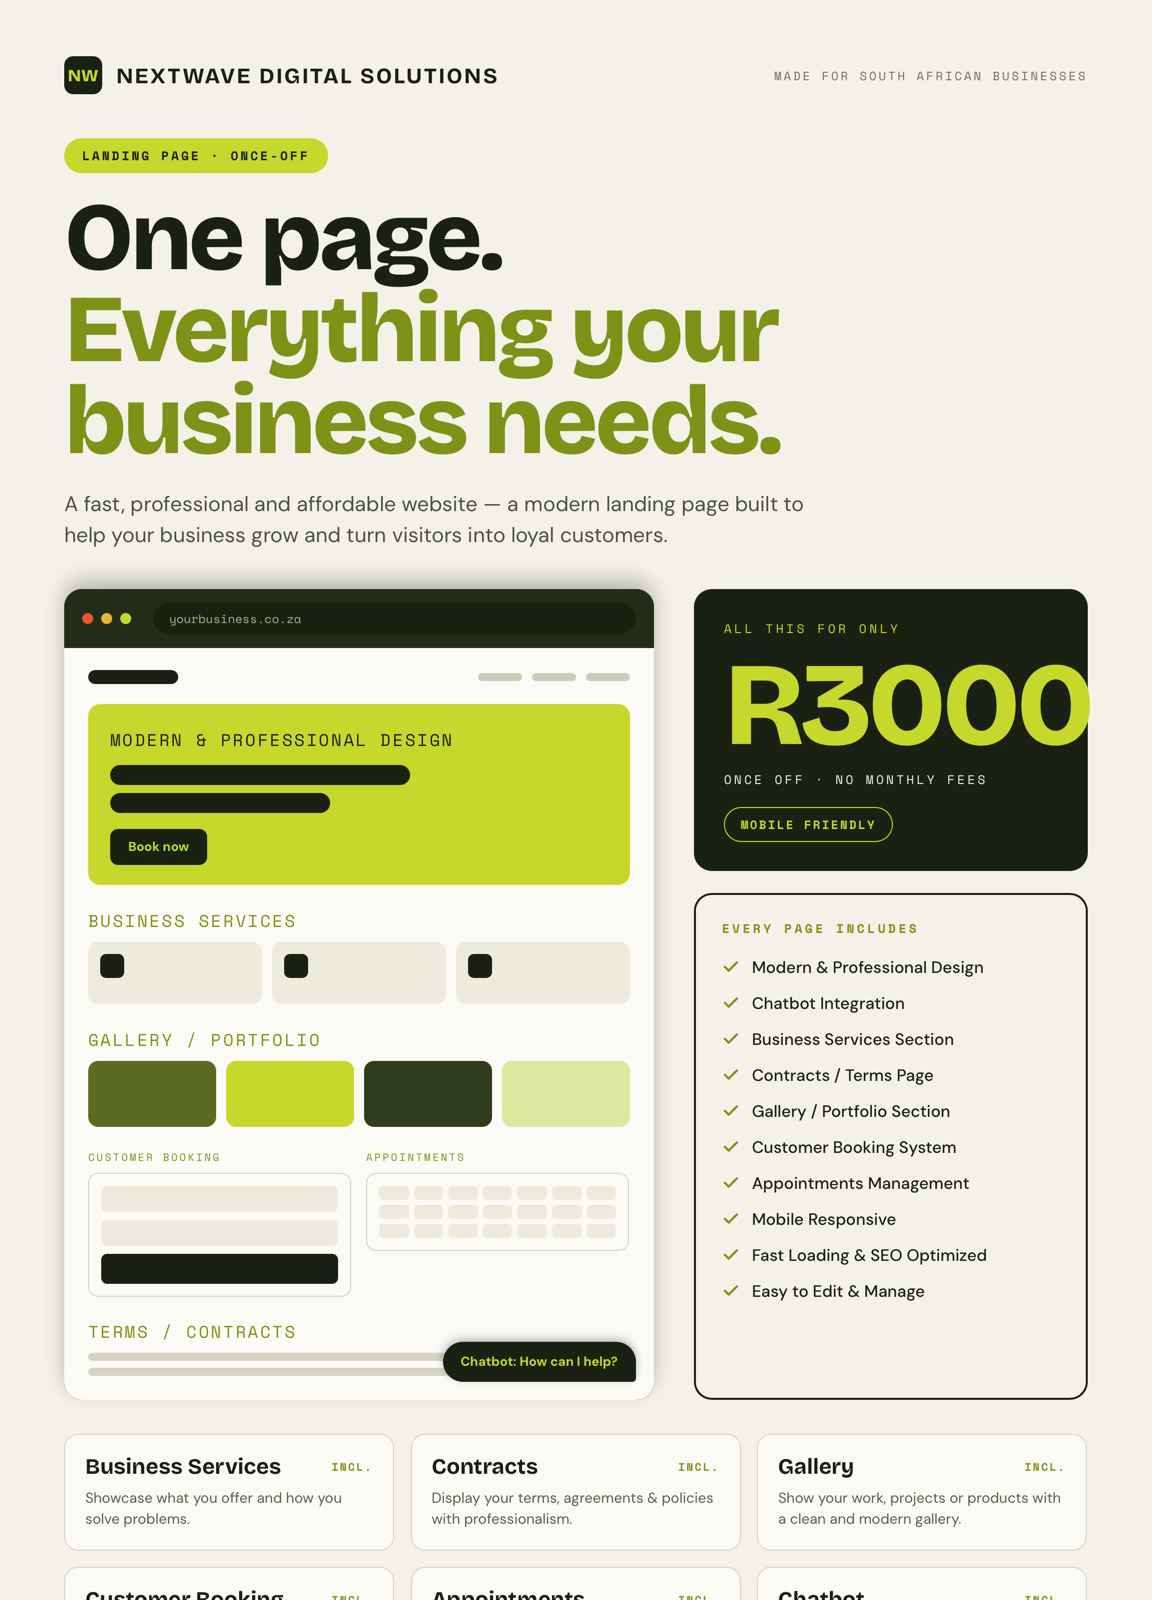 NW
NEXTWAVE DIGITAL SOLUTIONS
MADE FOR SOUTH AFRICAN BUSINESSES
LANDING PAGE · ONCE-OFF
One page.
Everything your
business needs.
A fast, professional and affordable website — a modern landing page built to
help your business grow and turn visitors into loyal customers.
yourbusiness.co.za
MODERN & PROFESSIONAL DESIGN
Book now
BUSINESS SERVICES
GALLERY / PORTFOLIO
CUSTOMER BOOKING
APPOINTMENTS
TERMS / CONTRACTS
Chatbot: How can I help?
ALL THIS FOR ONLY
R3000
ONCE OFF · NO MONTHLY FEES
MOBILE FRIENDLY
EVERY PAGE INCLUDES
Modern & Professional Design
Chatbot Integration
Business Services Section
Contracts / Terms Page
Gallery / Portfolio Section
Customer Booking System
Appointments Management
Mobile Responsive
Fast Loading & SEO Optimized
Easy to Edit & Manage
Business Services
INCL.
Showcase what you offer and how you
solve problems.
Contracts
INCL.
Display your terms, agreements & policies
with professionalism.
Gallery
INCL.
Show your work, projects or products with
a clean and modern gallery.
Customer Booking
INCL.
Appointments
INCL.
Chatbot
INCL.